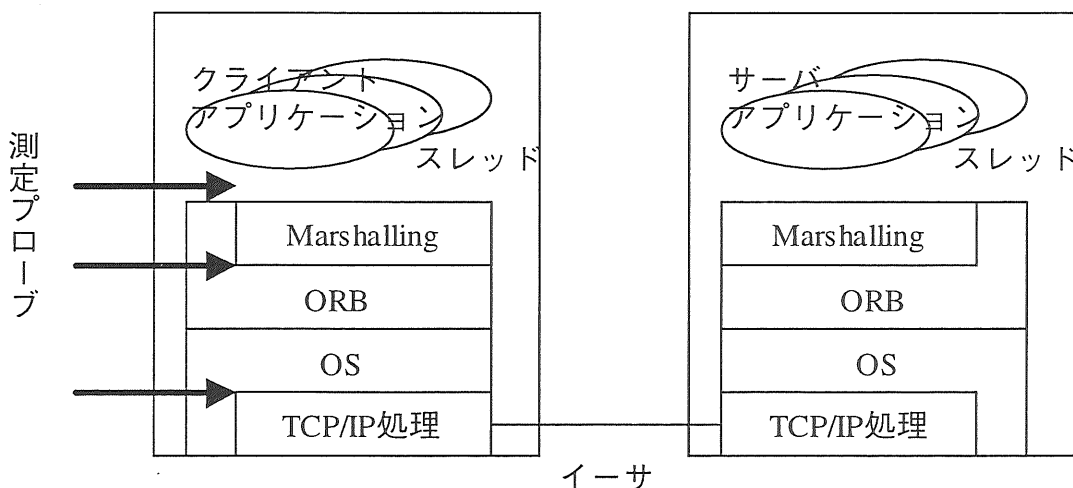 測定プローブ
クライアント
アプリケーション
スレッド
Marshalling
ORB
OS
TCP/IP処理
サーバ
アプリケーション
スレッド
Marshalling
ORB
OS
TCP/IP処理
イーサ